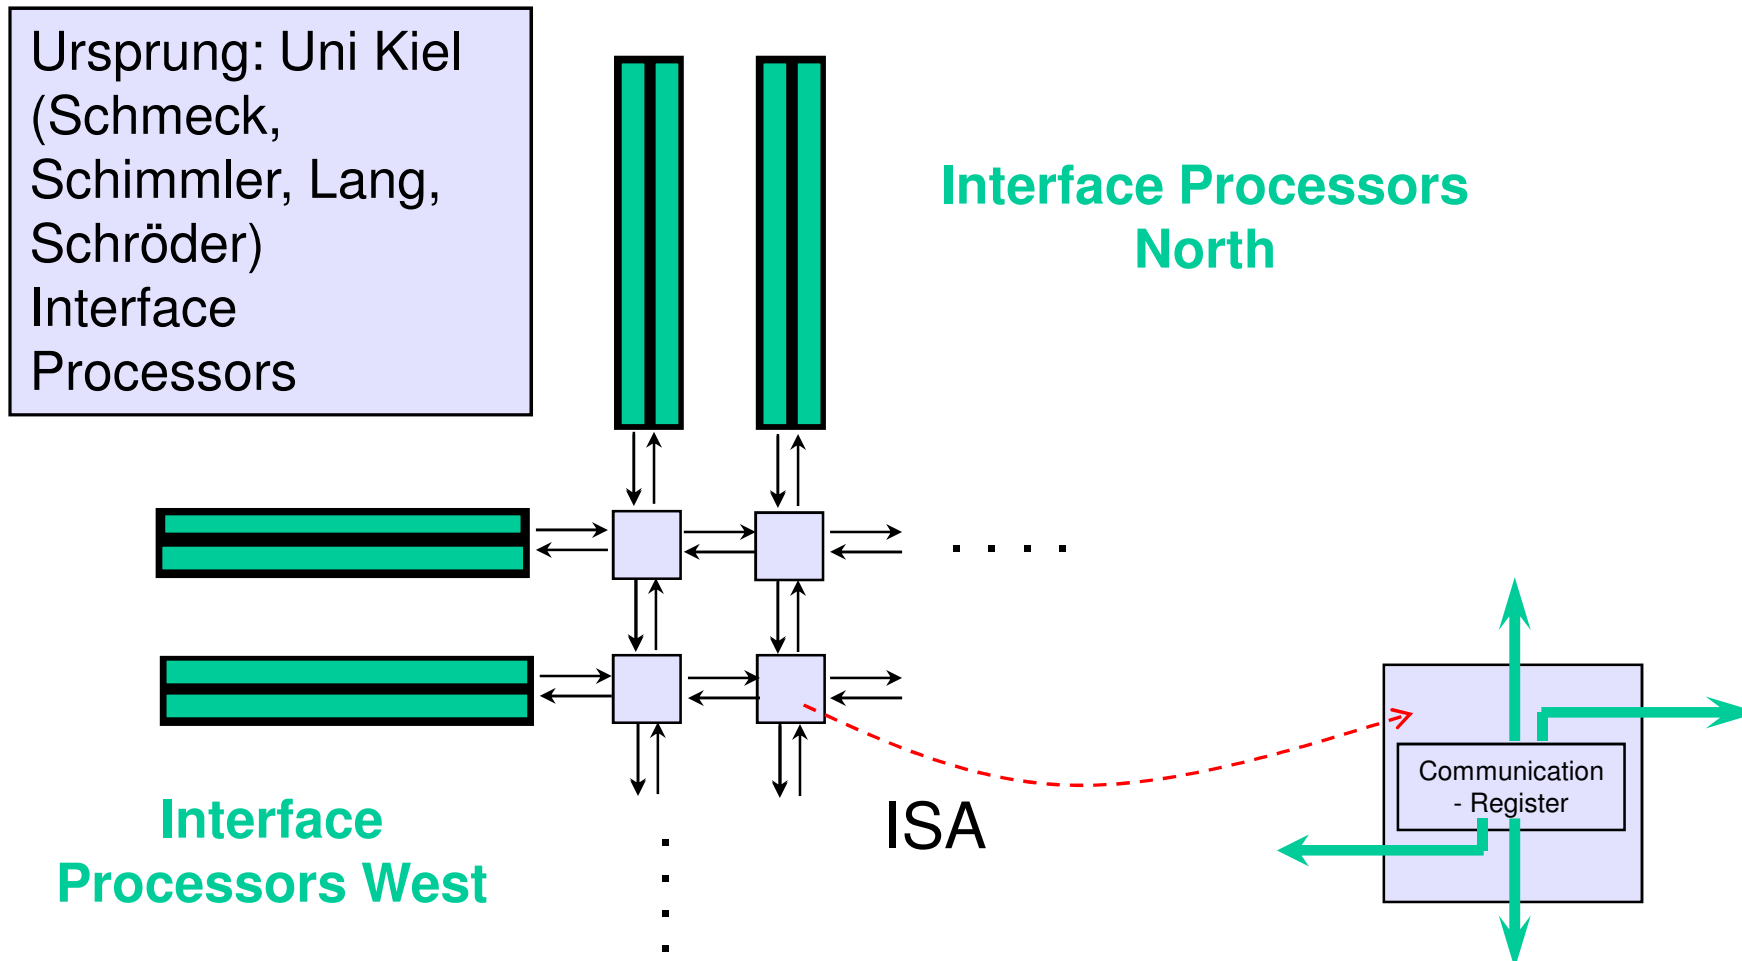 Ursprung: Uni Kiel
(Schmeck,
Schimmler, Lang,
Schröder)
Interface
Processors
Interface Processors
North
. . . .
Interface
Processors West
ISA
Communication
- Register